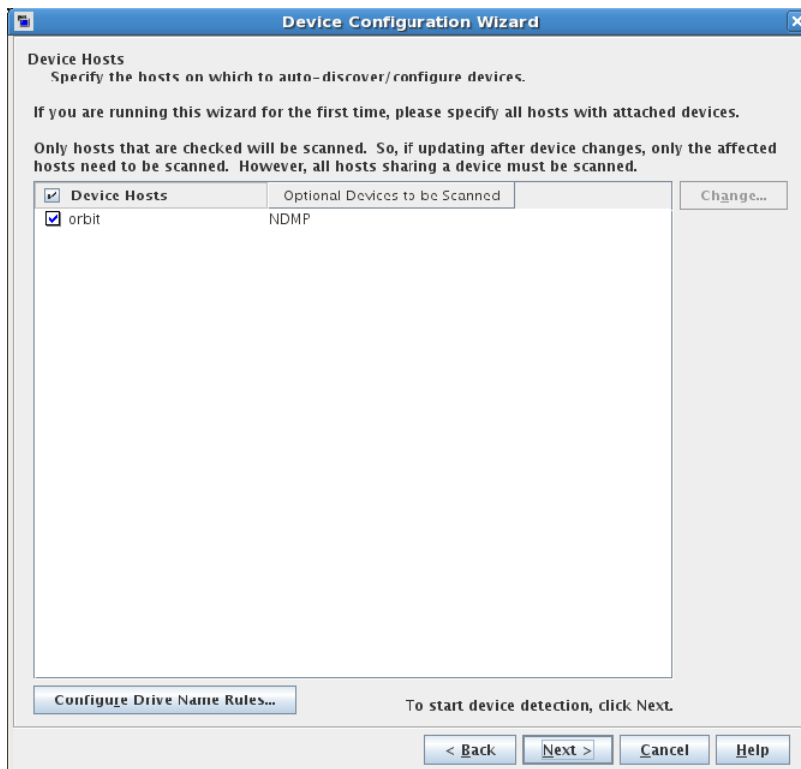 Device Configuration Wizard
Device Hosts
Specify the hosts on which to auto-discover/configure devices.
If you are running this wizard for the first time, please specify all hosts with attached devices.
Only hosts that are checked will be scanned. So, if updating after device changes, only the affected
hosts need to be scanned. However, all hosts sharing a device must be scanned.
Device Hosts Optional Devices to be Scanned Change...
orbit NDMP
Configure Drive Name Rules... To start device detection, click Next.
< Back Next > Cancel Help